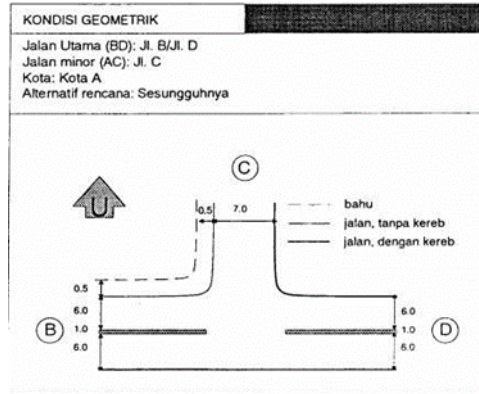 KONDISI GEOMETRIK
Jalan Utama (BD): Jl. B/Jl. D
Jalan minor (AC): Jl. C
Kota: Kota A
Alternatif rencana: Sesungguhnya
C
U
0.5 7.0
bahu
jalan, tanpa kereb
jalan, dengan kereb
0.5
6.0 6.0
B 1.0 1.0 D
6.0 6.0